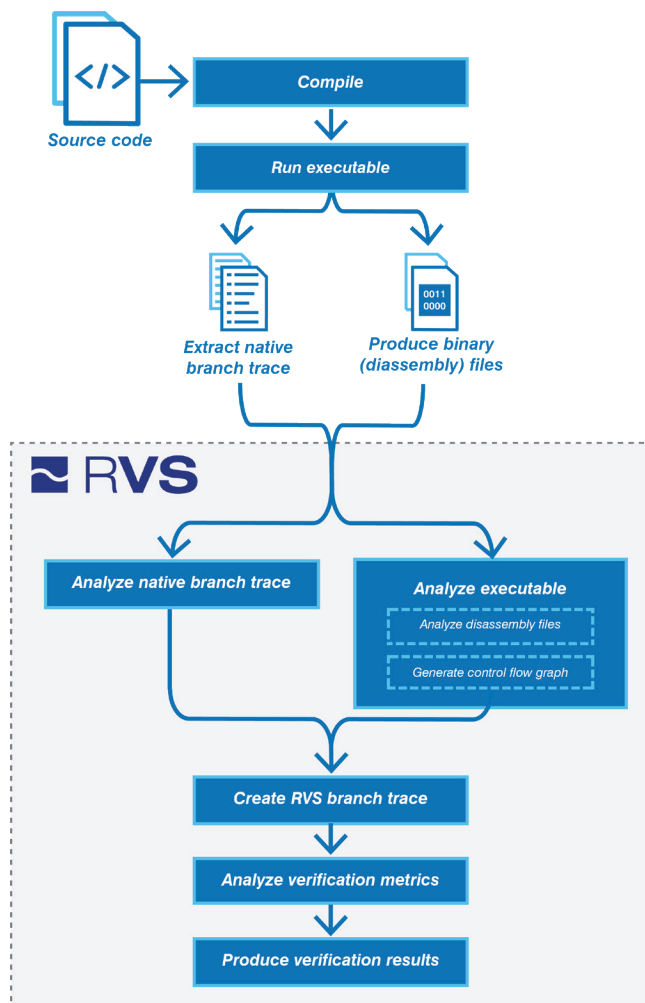 </>
Source code
Compile
Run executable
Extract native
branch trace
0011
0000
Produce binary
(diassembly) files
RVS
Analyze native branch trace
Analyze executable
Analyze disassembly files
Generate control flow graph
Create RVS branch trace
Analyze verification metrics
Produce verification results